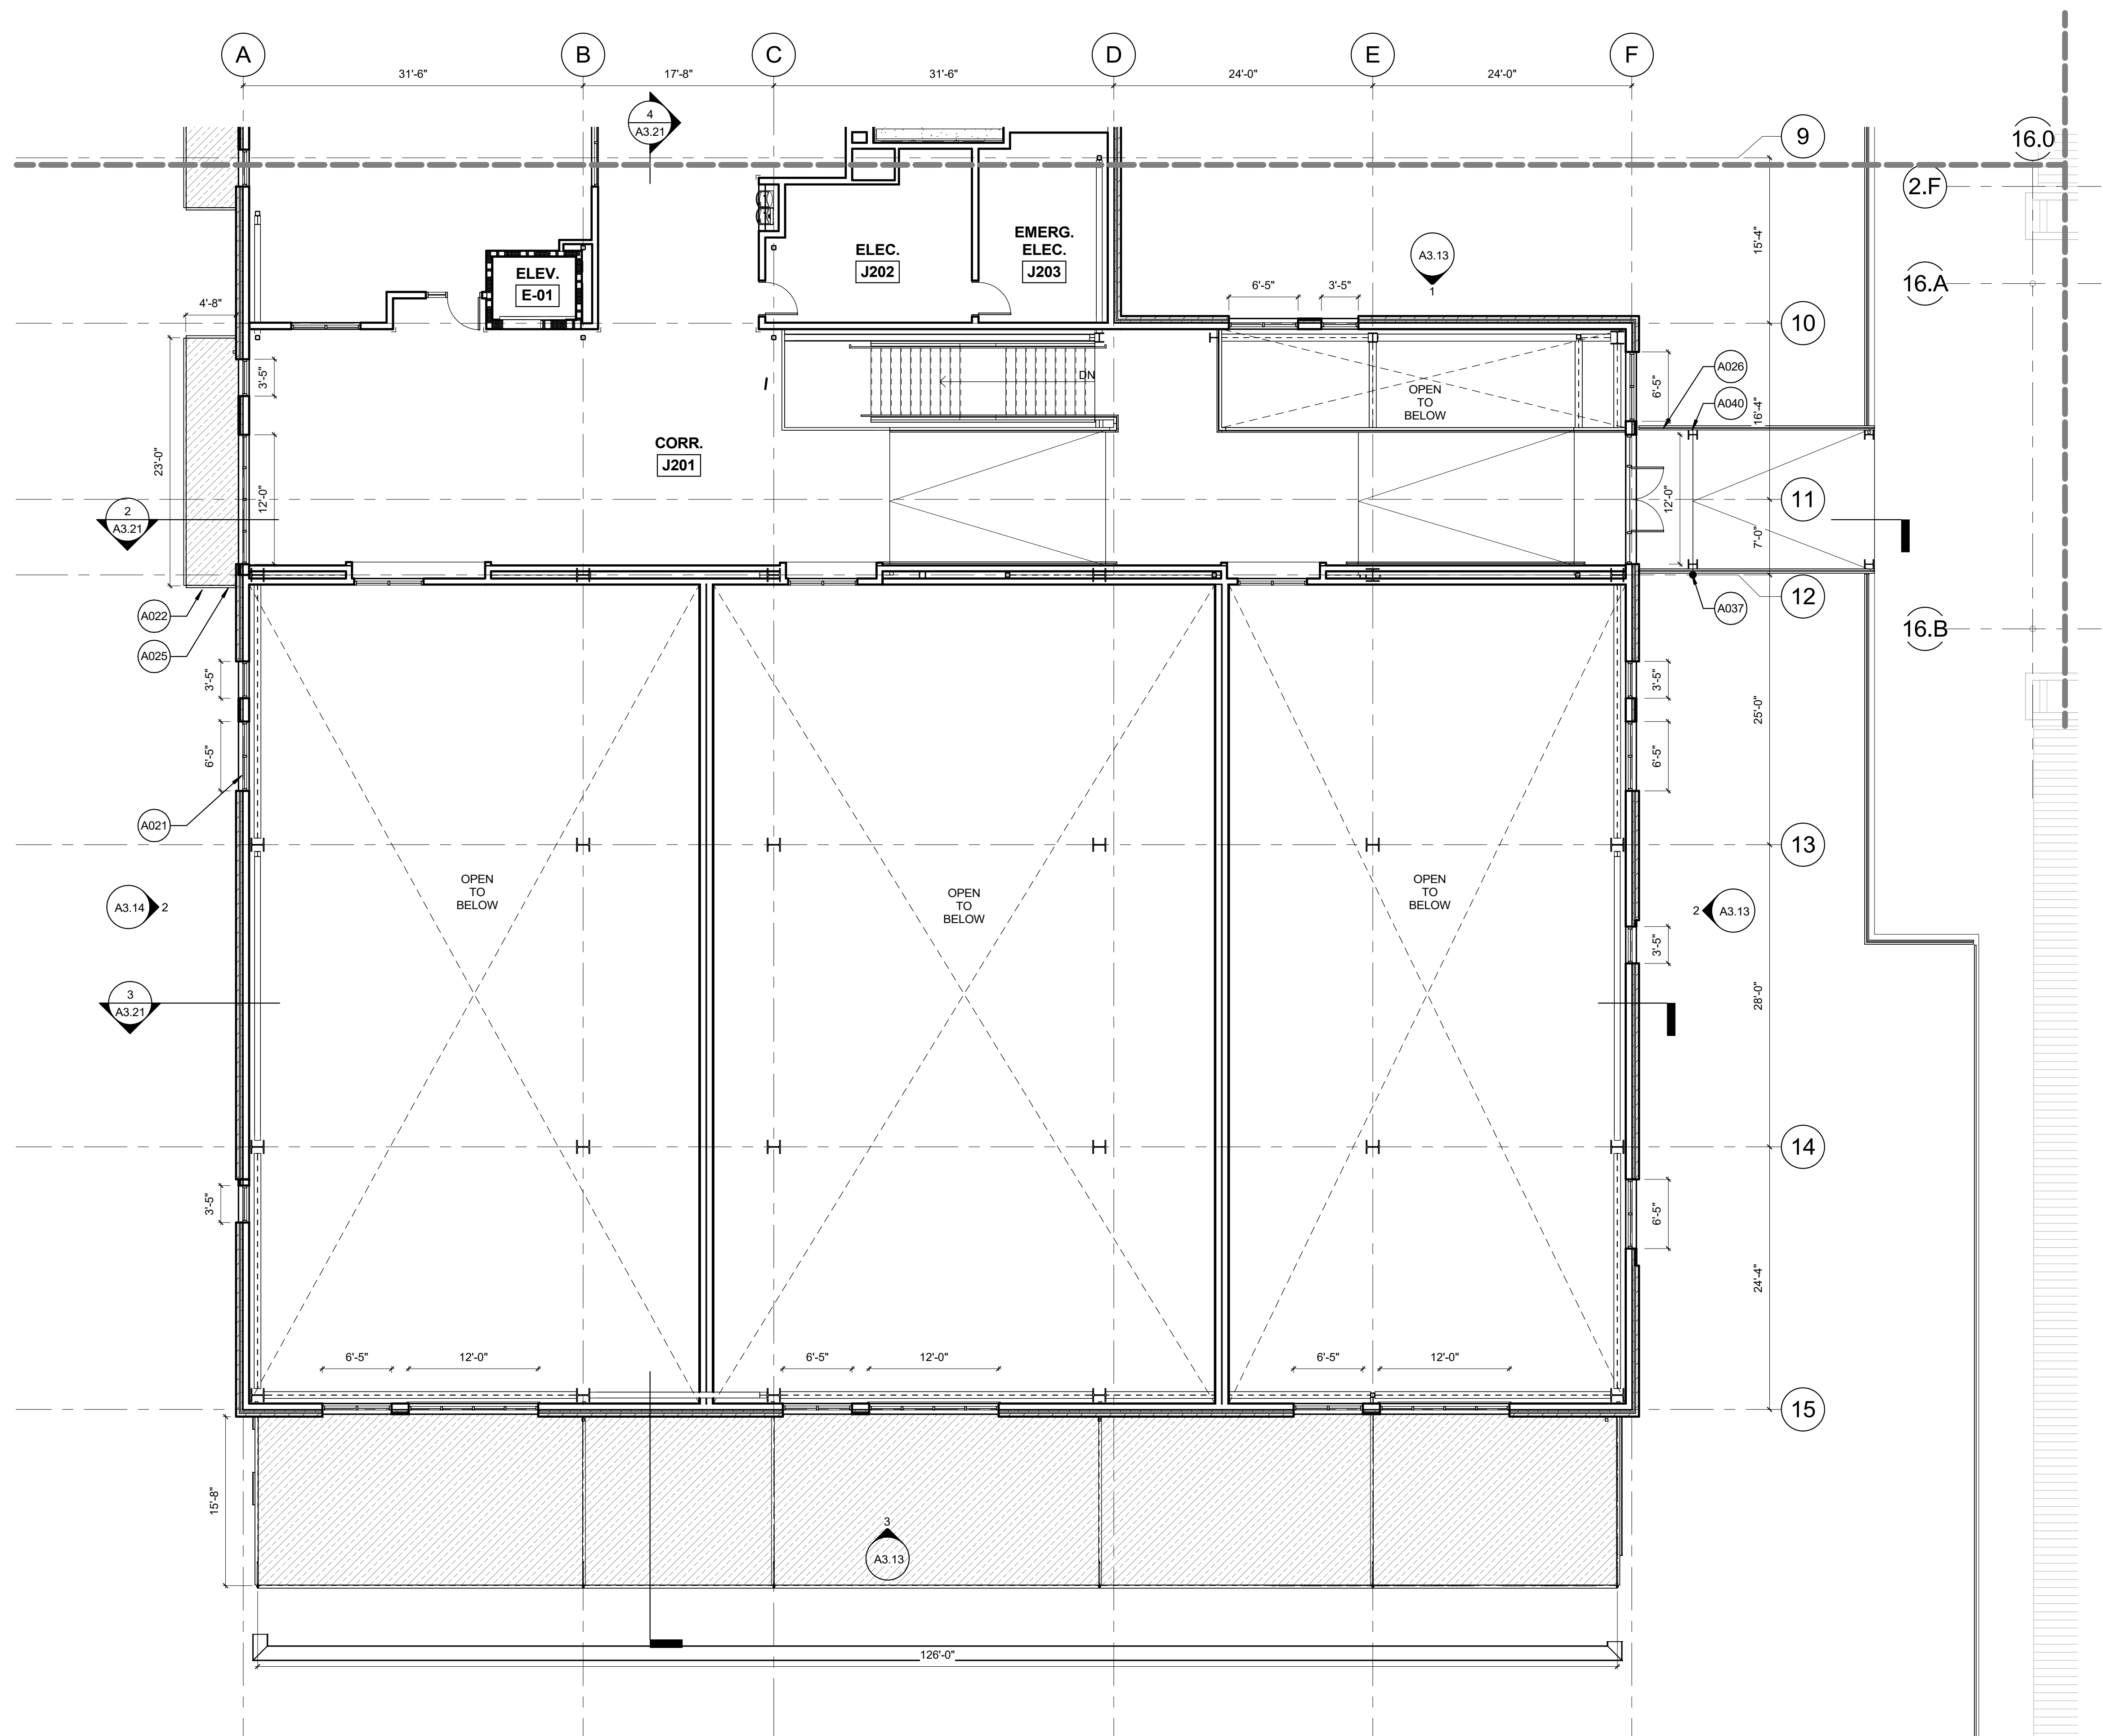 A
B
C
D
E
F
31'-6"
17'-8"
31'-6"
24'-0"
24'-0"
4
A3.21
9
16.0
2.F
15'-4"
EMERG.
ELEC.
J203
ELEC.
J202
ELEV.
E-01
A3.13
1
16.A
4'-8"
6'-5"
3'-5"
10
3'-5"
DN
OPEN
TO
BELOW
6'-5"
16'-4"
A026
A040
CORR.
J201
23'-0"
12'-0"
12'-0"
11
2
A3.21
7'-0"
12
A022
A037
A025
16.B
3'-5"
3'-5"
25'-0"
6'-5"
6'-5"
A021
13
OPEN
TO
BELOW
OPEN
TO
BELOW
OPEN
TO
BELOW
A3.14
2
2
A3.13
3'-5"
3
A3.21
28'-0"
14
3'-5"
6'-5"
24'-4"
6'-5"
12'-0"
6'-5"
12'-0"
6'-5"
12'-0"
15
15'-8"
3
A3.13
126'-0"